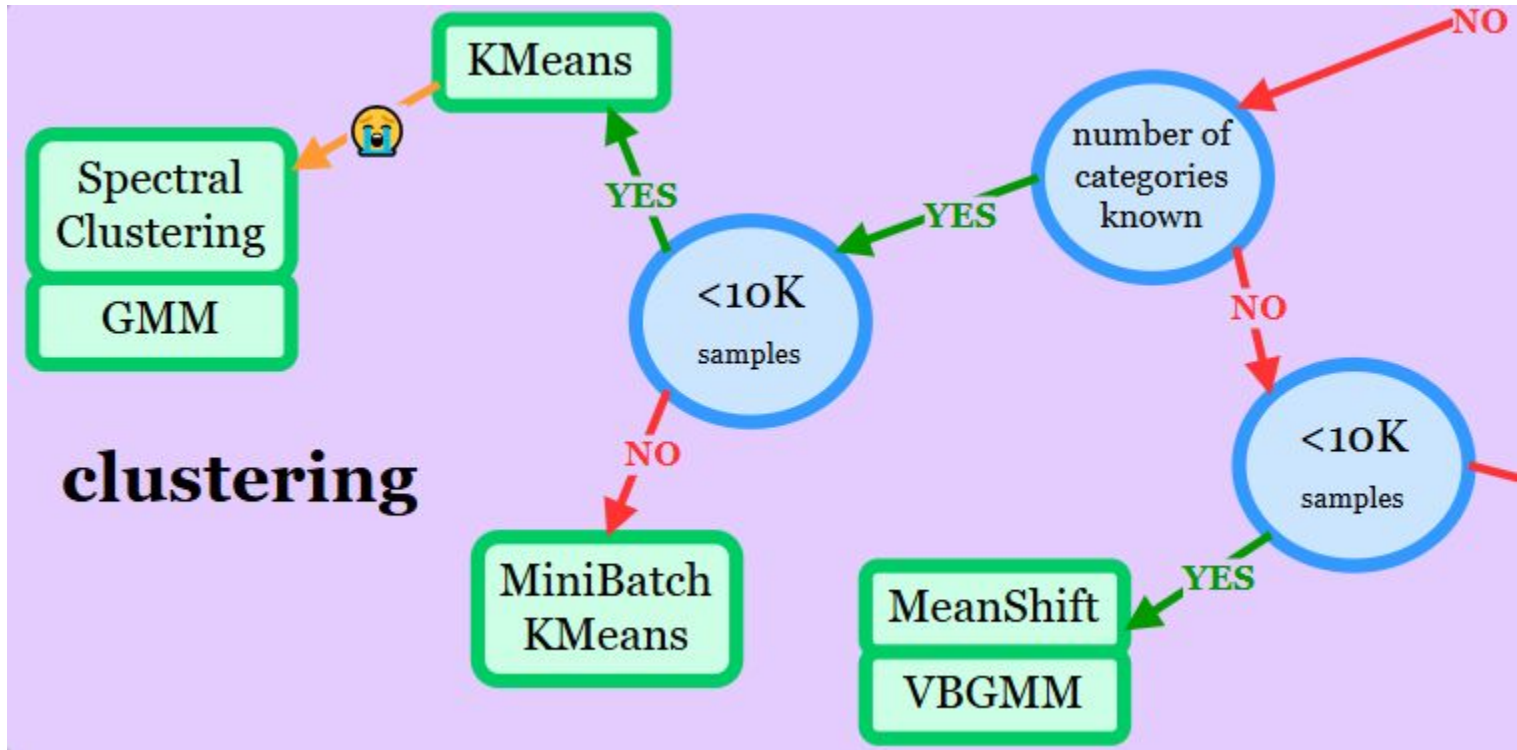 NO
KMeans
number of
categories
known
Spectral
Clustering
YES
YES
GMM
<10K
samples
NO
<10K
samples
NO
clustering
MiniBatch
KMeans
YES
MeanShift
VBGMM